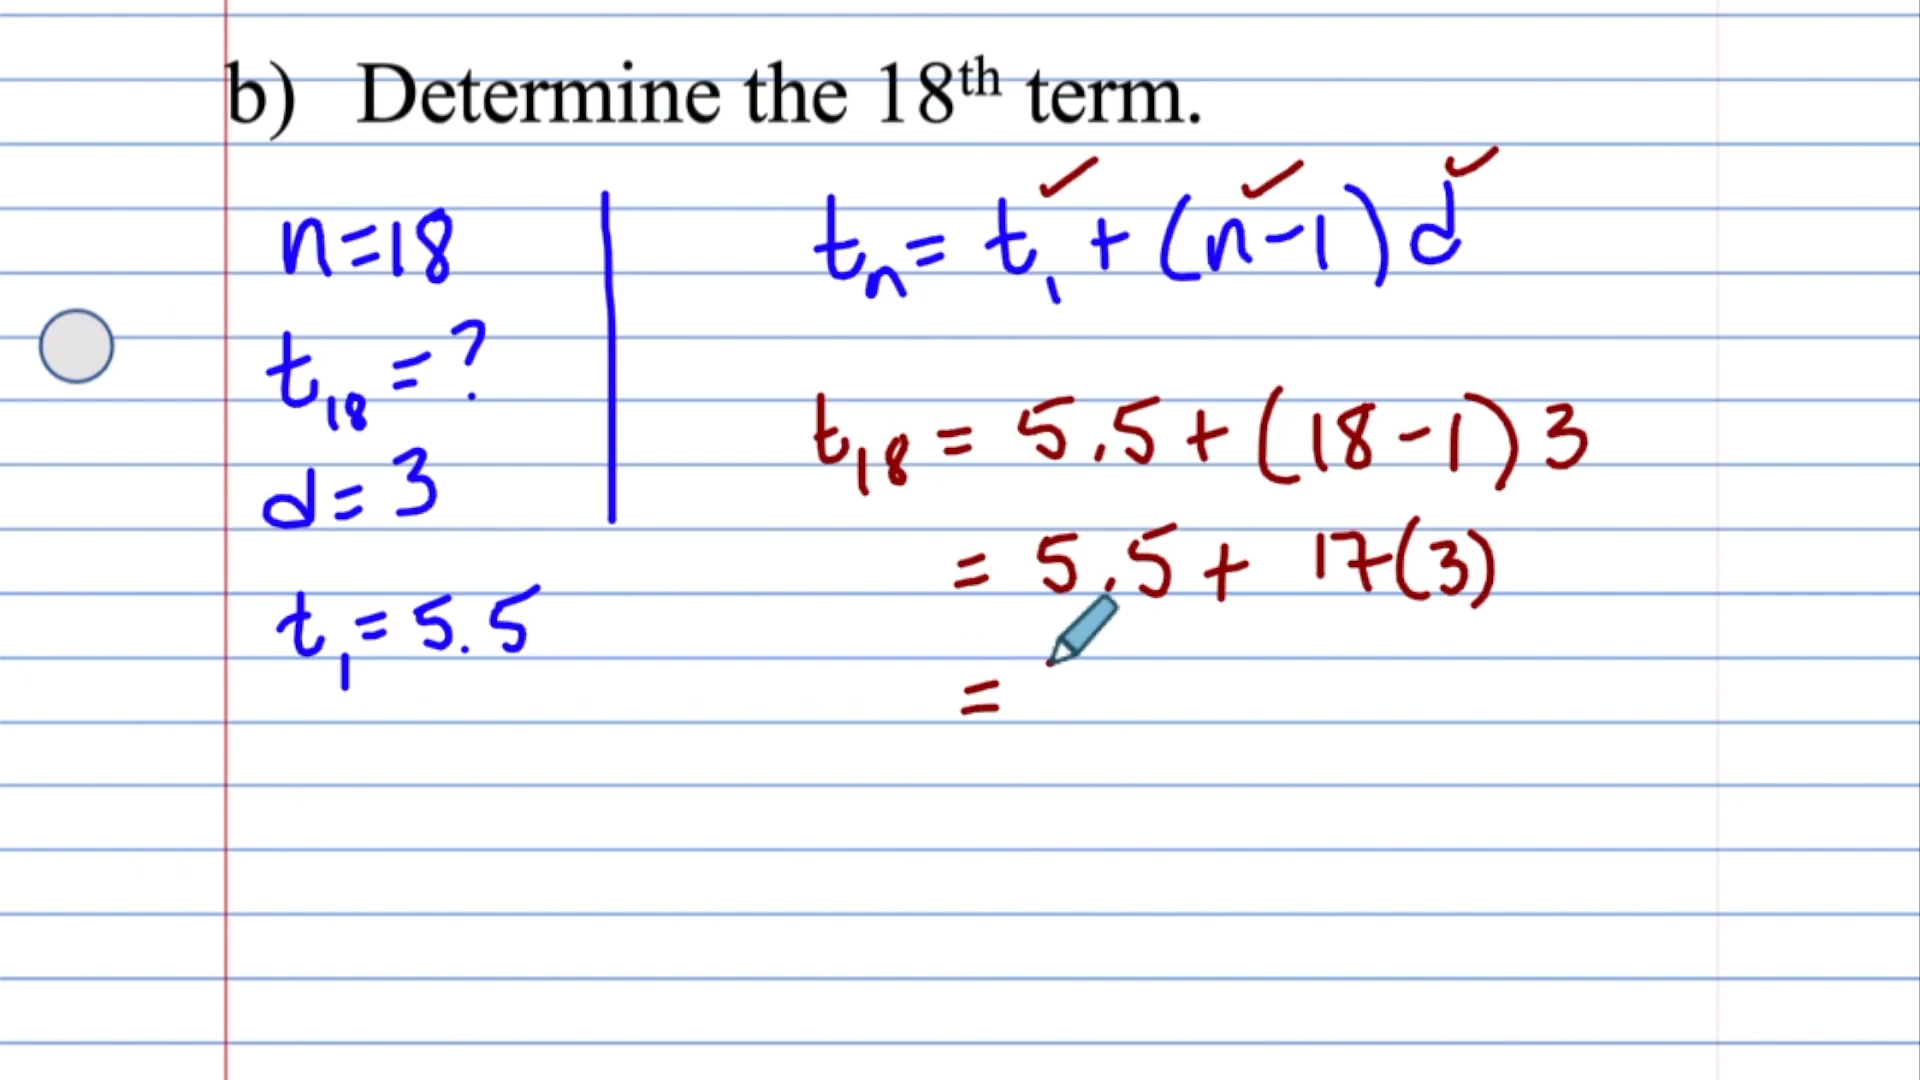 b) Determine the 18th term.
n=18
t18 = ?
d=3
t1=5.5
tn = t1 + (n-1)d
t18 = 5.5 + (18-1)3
= 5.5 + 17(3)
=